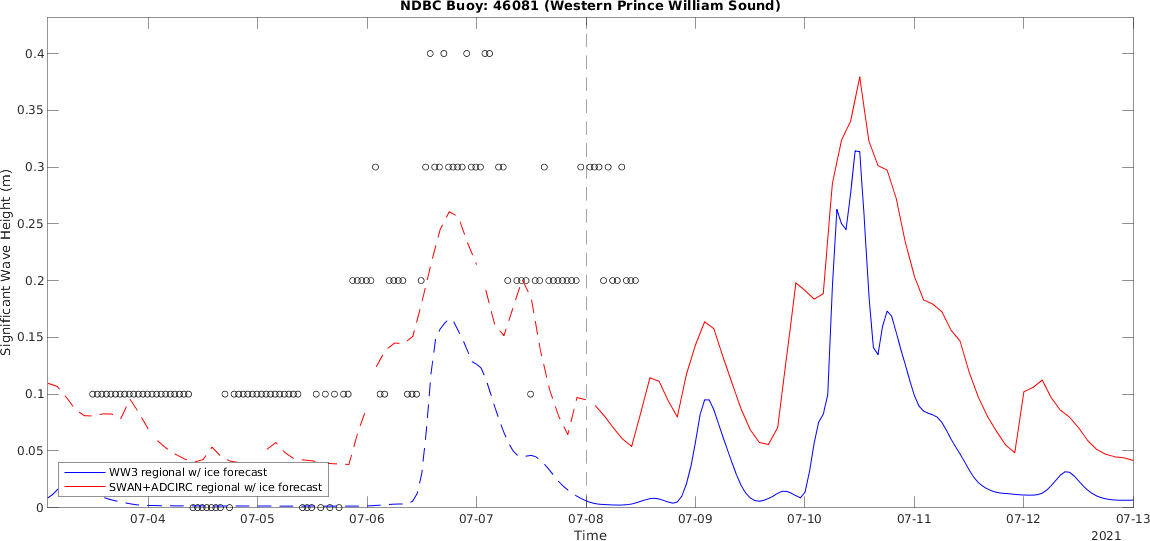 NDBC Buoy: 46081 (Western Prince William Sound)
0.4
0.35
0.3
0.25
0.2
0.15
0.1
0.05
0
Significant Wave Height (m)
WW3 regional w/ ice forecast
SWAN+ADCIRC regional w/ ice forecast
07-04 07-05 07-06 07-07 07-08 07-09 07-10 07-11 07-12 07-13
Time
2021